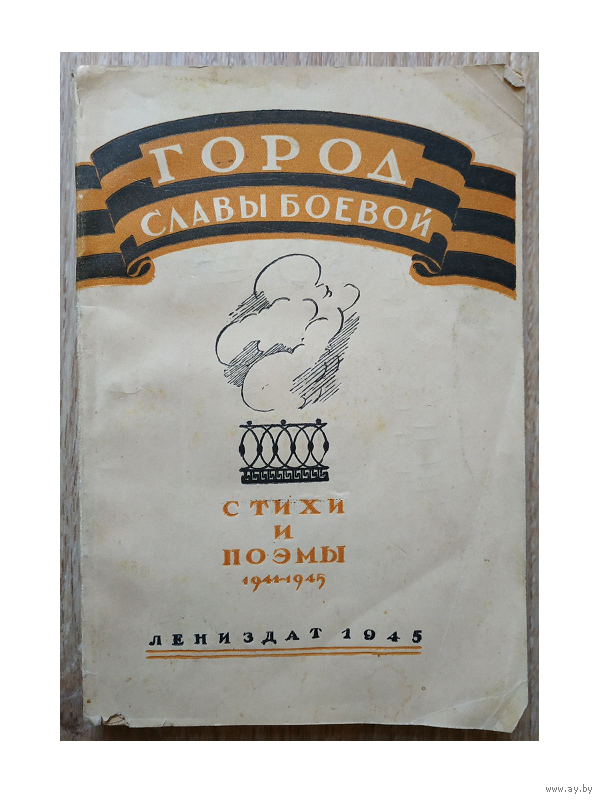 ГОРОД
СЛАВЫ БОЕВОЙ
СТИХИ
И
ПОЭМЫ
1941-1945
ЛЕНИЗДАТ 1945
www.ay.by